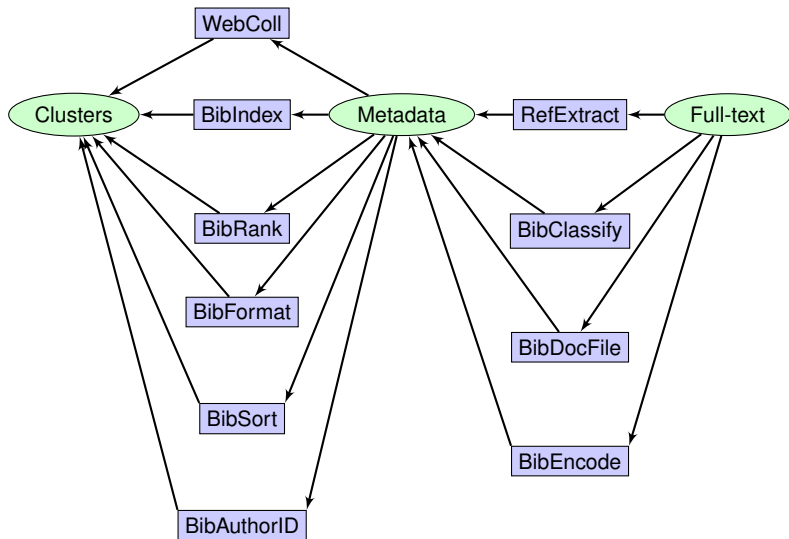 WebColl
Clusters
BibIndex
Metadata
RefExtract
Full-text
BibRank
BibClassify
BibFormat
BibDocFile
BibSort
BibEncode
BibAuthorID